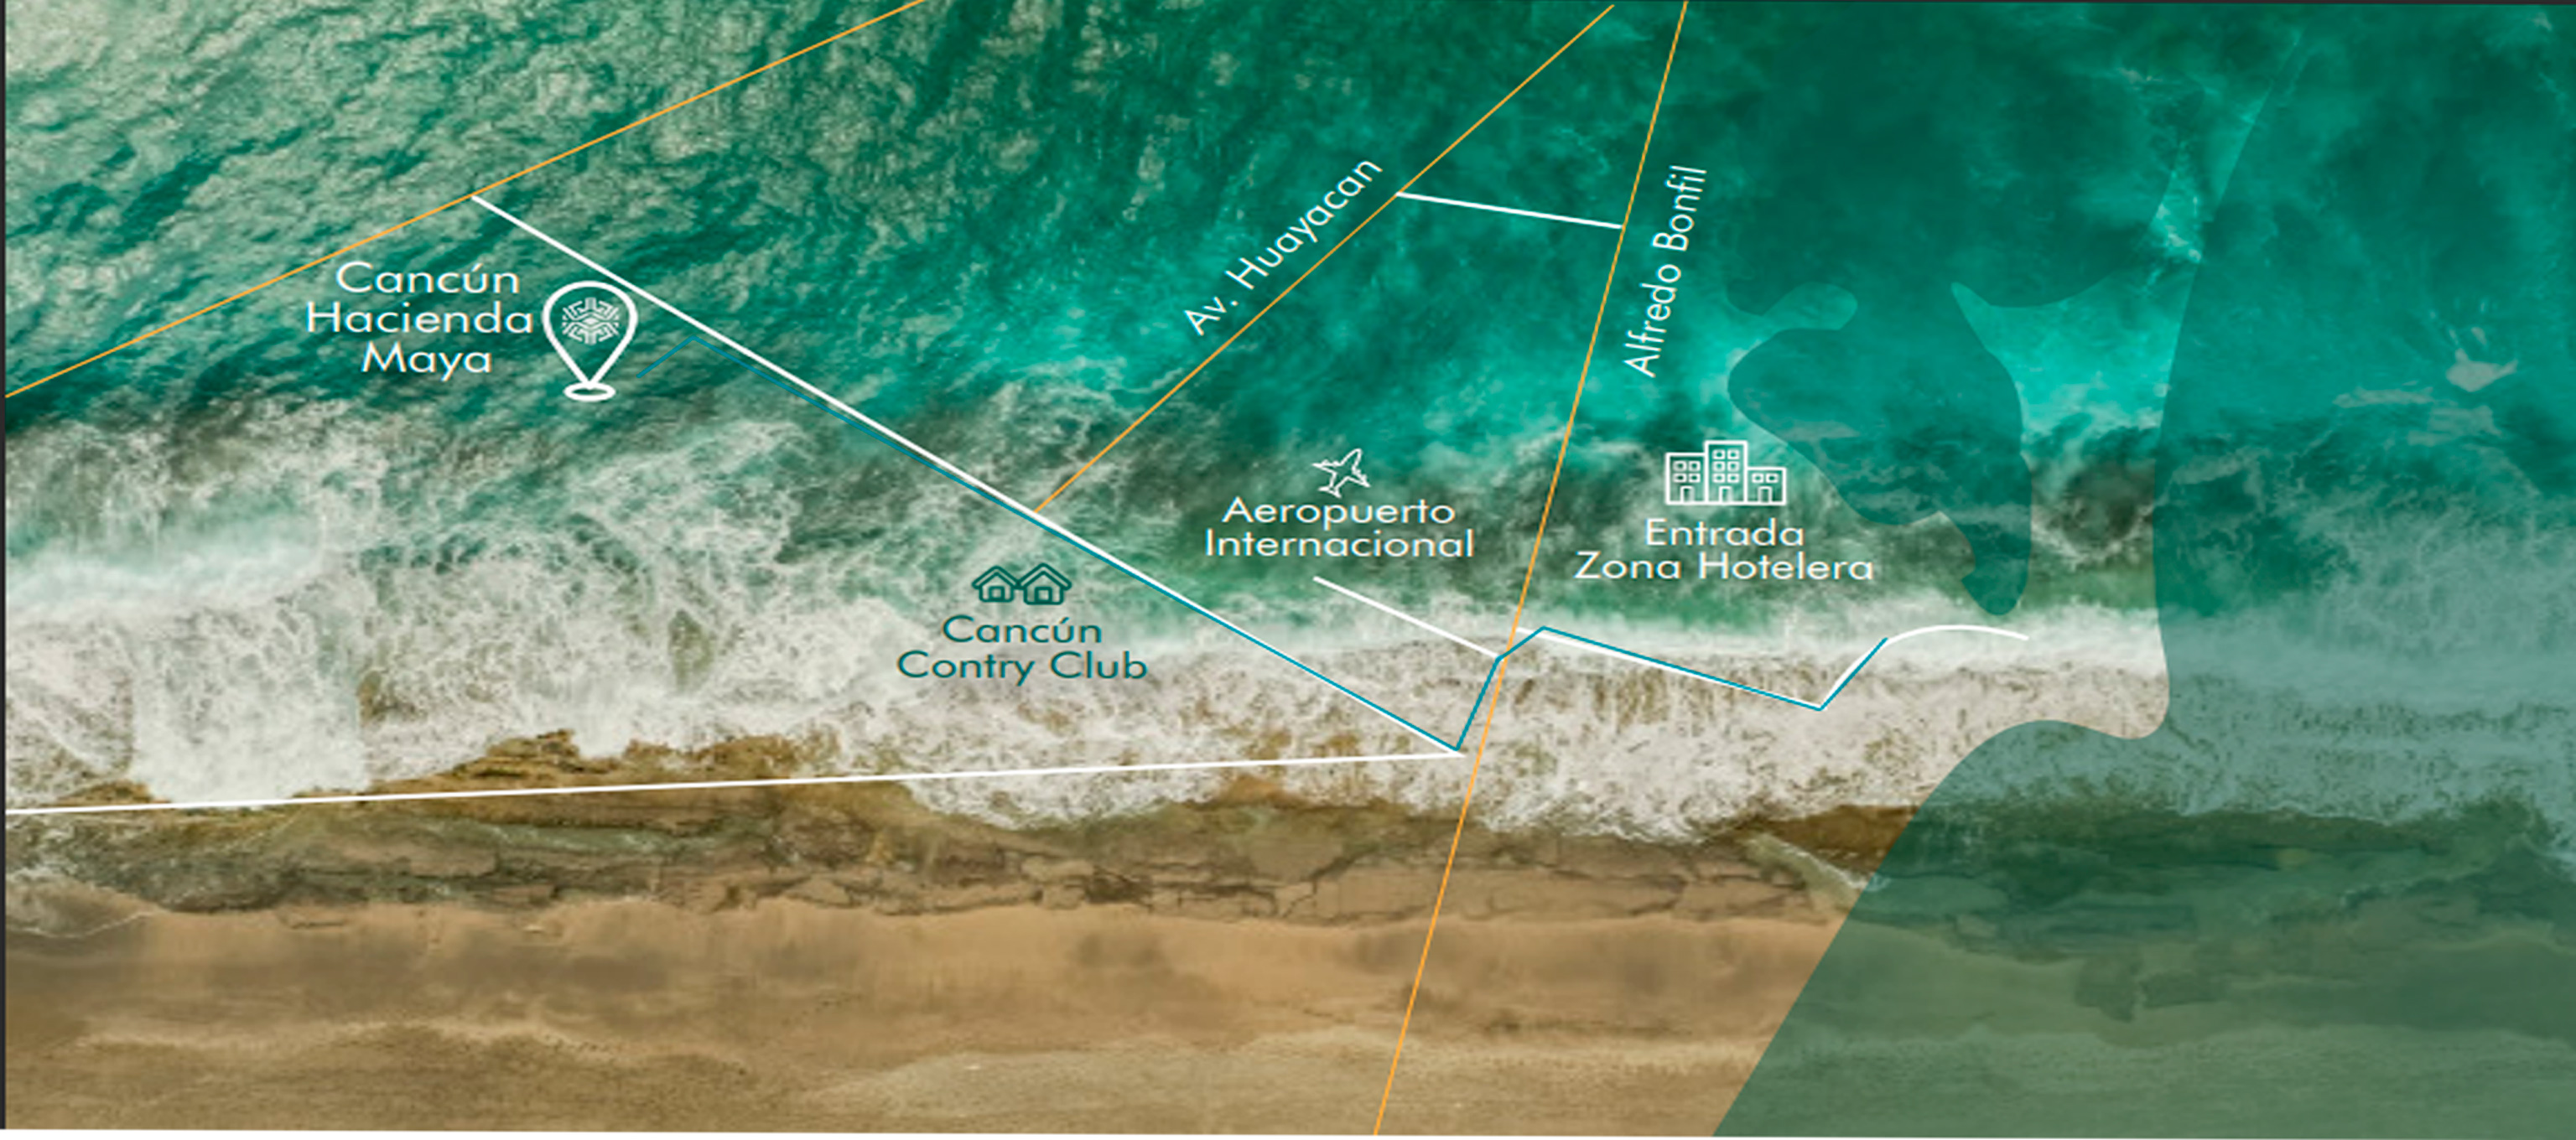 Cancún
Hacienda
Maya
Av. Huayacan
Alfredo Bonfil
Aeropuerto
Internacional
Entrada
Zona Hotelera
Cancún
Contry Club